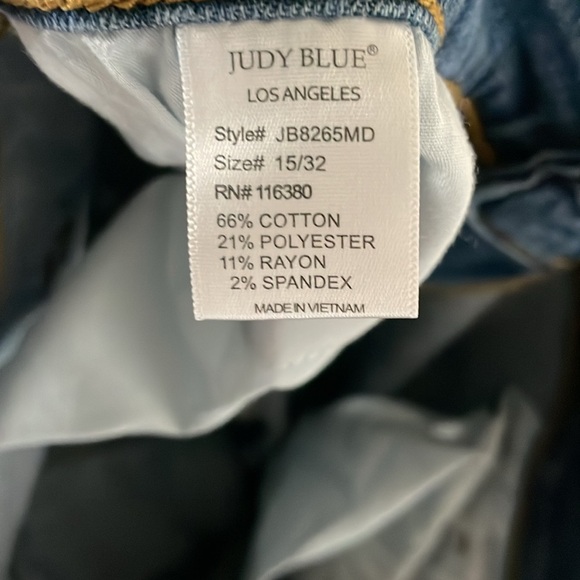 JUDY BLUE®
LOS ANGELES
Style# JB8265MD
Size# 15/32
RN# 116380
66% COTTON
21% POLYESTER
11% RAYON
2% SPANDEX
MADE IN VIETNAM